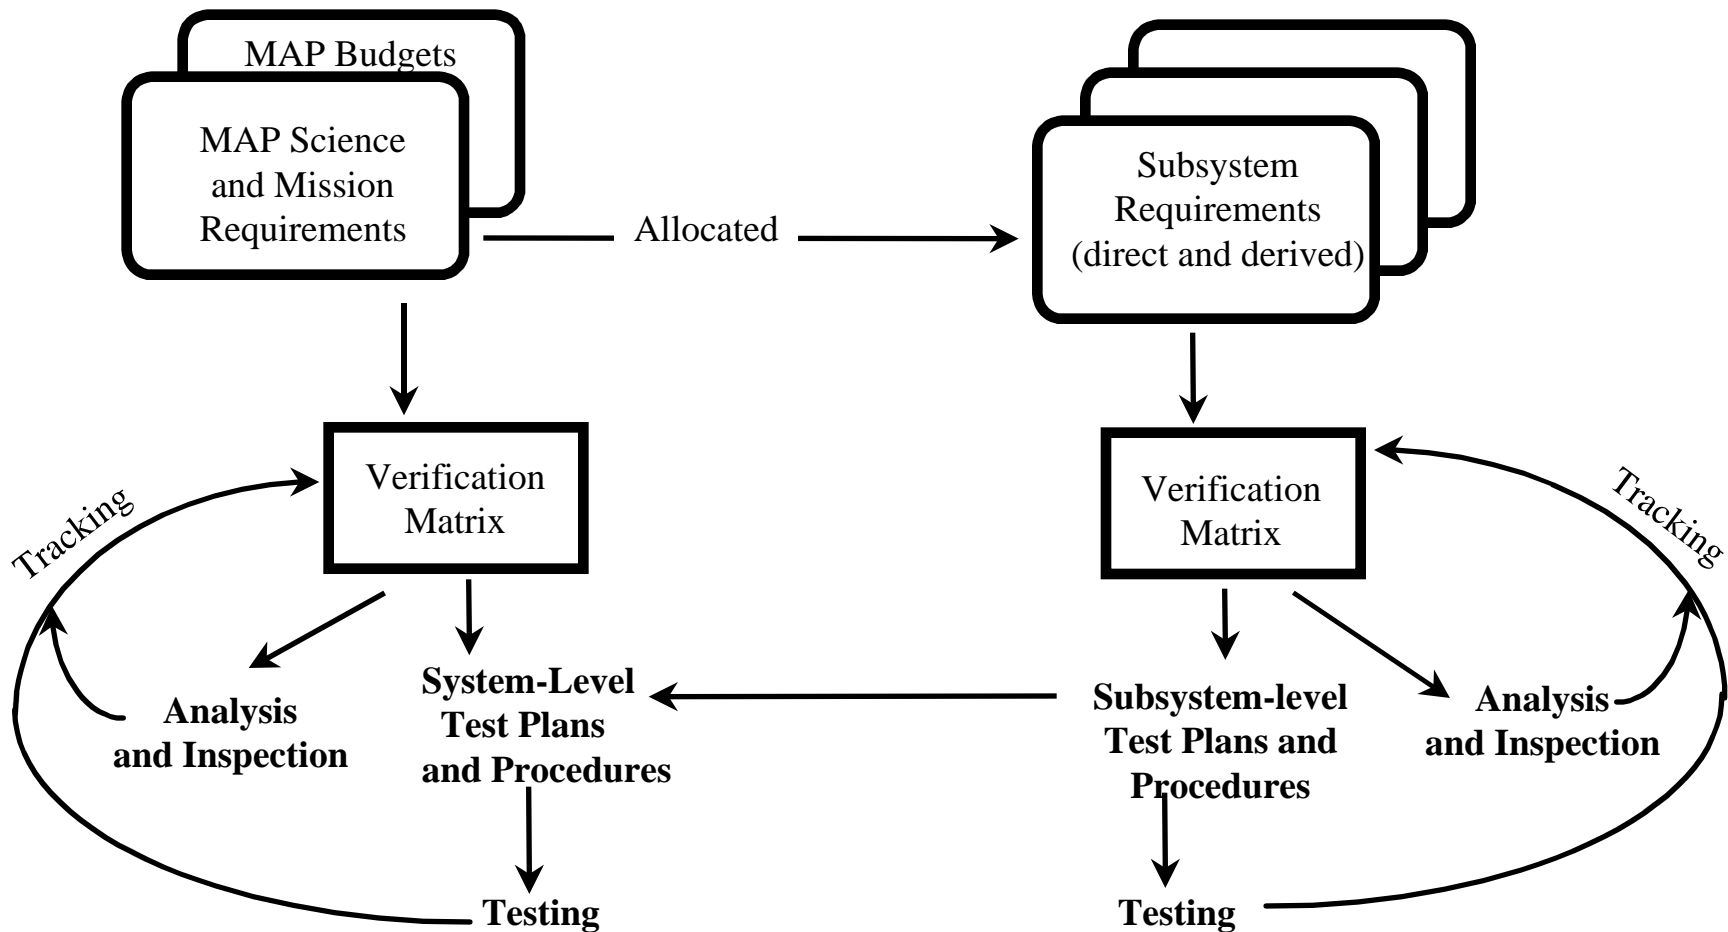 MAP Budgets
MAP Science
and Mission
Requirements
Allocated
Subsystem
Requirements
(direct and derived)
Verification
Matrix
Verification
Matrix
Tracking
Tracking
System-Level
Test Plans
and Procedures
Analysis
and Inspection
Subsystem-level
Test Plans and
Procedures
Analysis
and Inspection
Testing
Testing